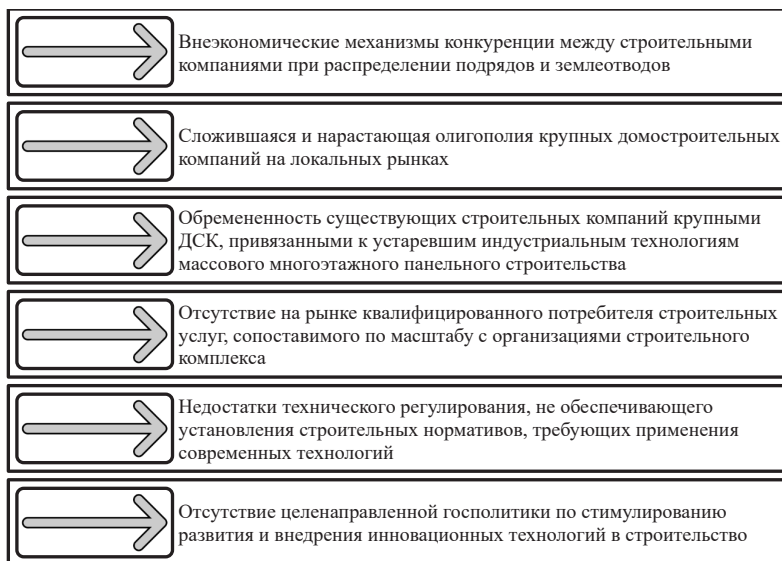 Внеэкономические механизмы конкуренции между строительными
компаниями при распределении подрядов и землеотводов
Сложившаяся и нарастающая олигополия крупных домостроительных
компаний на локальных рынках
Обремененность существующих строительных компаний крупными
ДСК, привязанными к устаревшим индустриальным технологиям
массового многоэтажного панельного строительства
Отсутствие на рынке квалифицированного потребителя строительных
услуг, сопоставимого по масштабу с организациями строительного
комплекса
Недостатки технического регулирования, не обеспечивающего
установления строительных нормативов, требующих применения
современных технологий
Отсутствие целенаправленной госполитики по стимулированию
развития и внедрения инновационных технологий в строительство